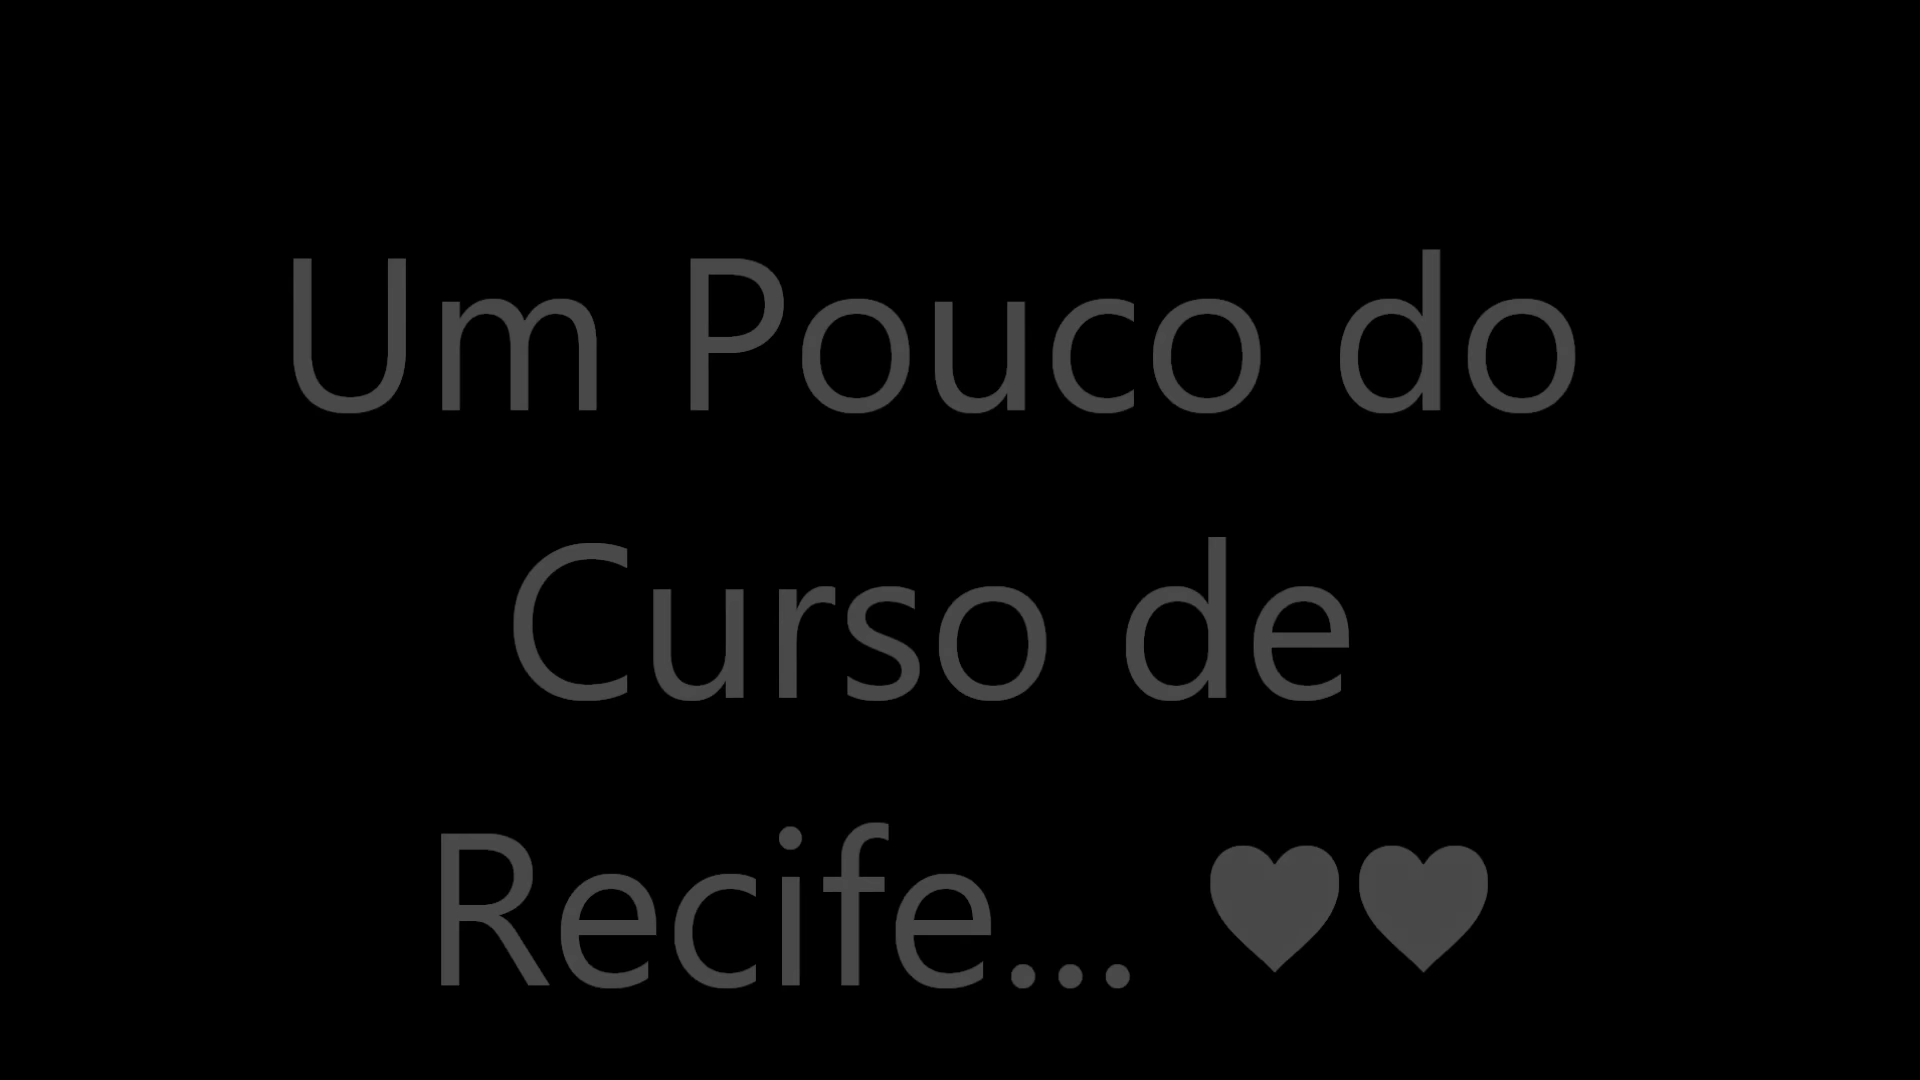 Um Pouco do
Curso de
Recife... ♥♥